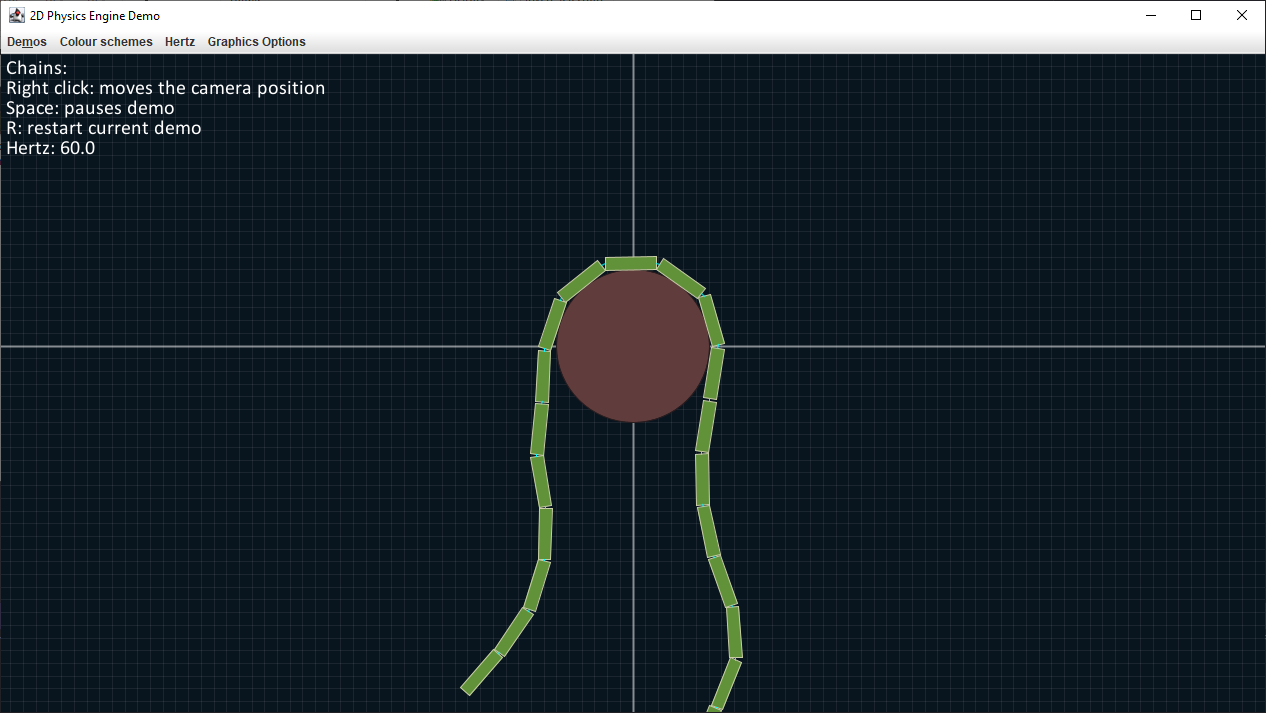 2D Physics Engine Demo
Demos Colour schemes Hertz Graphics Options
Chains:
Right click: moves the camera position
Space: pauses demo
R: restart current demo
Hertz: 60.0